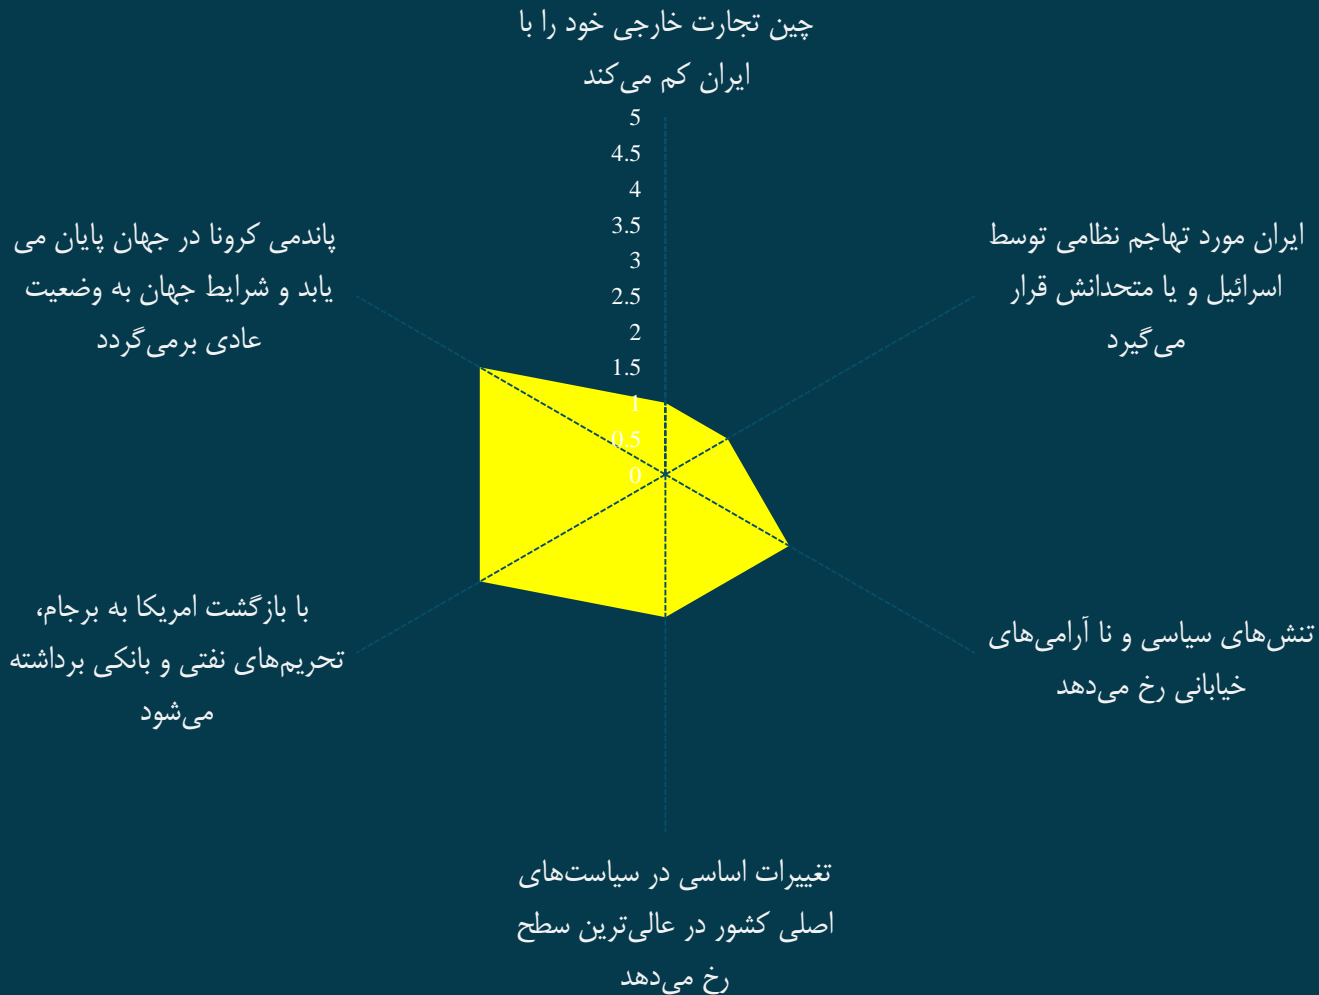 چین تجارت خارجی خود را با
ایران کم می‌کند
5
4.5
4
3.5
3
2.5
2
1.5
1
0.5
0
ایران مورد تهاجم نظامی توسط
اسرائیل و یا متحدانش قرار
می‌گیرد
تنش‌های سیاسی و نا آرامی‌های
خیابانی رخ می‌دهد
تغییرات اساسی در سیاست‌های
اصلی کشور در عالی‌ترین سطح
رخ می‌دهد
با بازگشت امریکا به برجام،
تحریم‌های نفتی و بانکی برداشته
می‌شود
پاندمی کرونا در جهان پایان می
یابد و شرایط جهان به وضعیت
عادی برمی‌گردد